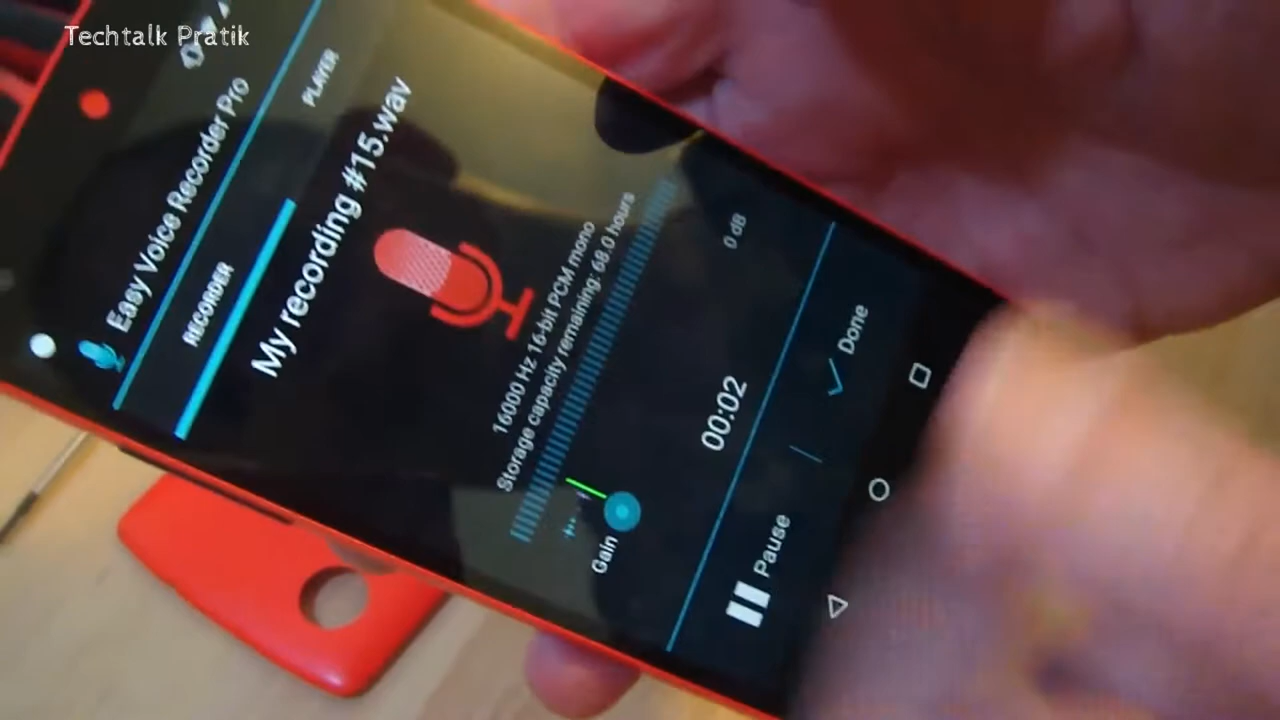 Techtalk Pratik
Easy Voice Recorder Pro
RECORDER
PLAYER
My recording #15.wav
16000 Hz 16-bit PCM mono
Storage capacity remaining: 68.0 hours
Gain
0 dB
00:02
Pause
Done